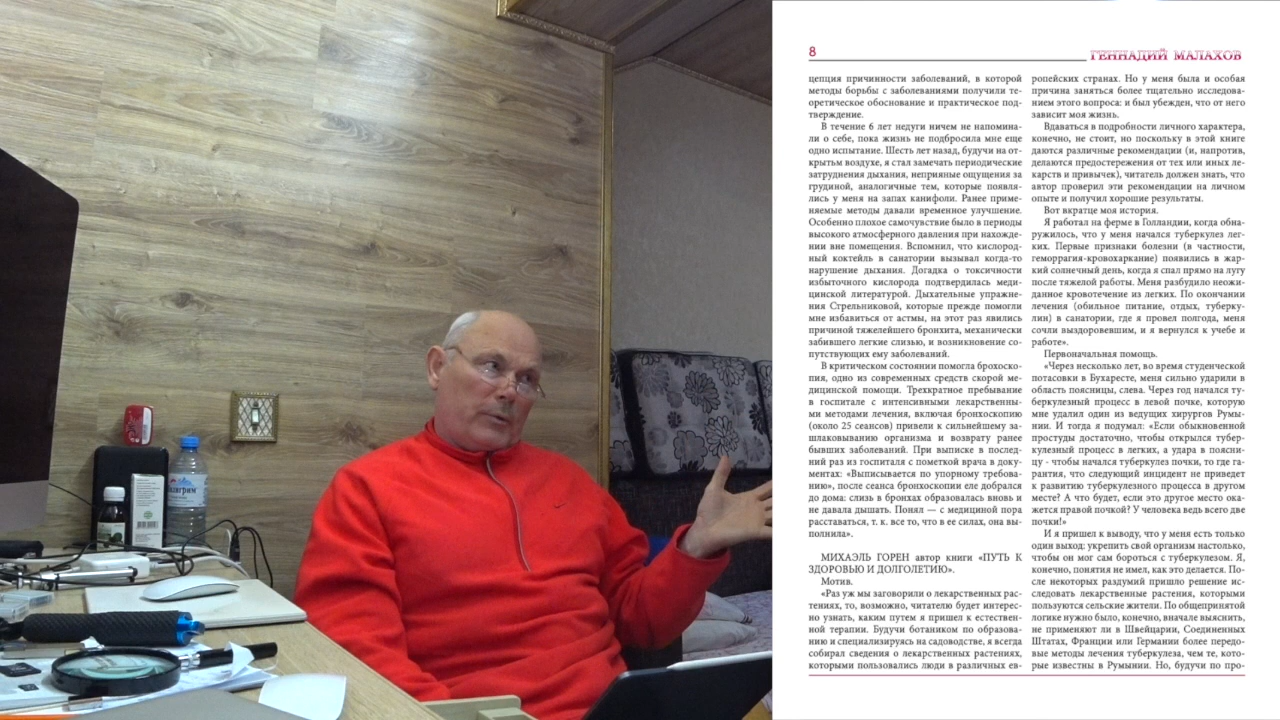 8
ГЕННАДИЙ МАЛАХОВ
цепция причинности заболеваний, в которой
методы борьбы с заболеваниями получили те-
оретическое обоснование и практическое под-
тверждение.
В течение 6 лет недуги ничем не напомина-
ли о себе, пока жизнь не подбросила мне еще
одно испытание. Шесть лет назад, будучи на от-
крытьм воздухе, я стал замечать периодические
затруднения дыхания, неприяные ощущения за
грудиной, аналогичные тем, которые появля-
лись у меня на запах канифоли. Ранее приме-
няемые методы давали временное улучшение.
Особенно плохое самочувствие было в периоды
высокого атмосферного давления при нахожде-
нии вне помещения. Вспомнил, что кислород-
ный коктейль в санатории вызывал когда-то
нарушение дыхания. Догадка о токсичности
избыточного кислорода подтвердилась меди-
цинской литературой. Дыхательные упражне-
ния Стрельниковой, которые прежде помогли
мне избавиться от астмы, на этот раз явились
причиной тяжелейшего бронхита, механически
забившего легкие слизью, и возникновение со-
путствующих ему заболеваний.
В критическом состоянии помогла брохоско-
пия, одно из современных средств скорой ме-
дицинской помощи. Трехкратное пребывание
в госпитале с интенсивными лекарственны-
ми методами лечения, включая бронхоскопию
(около 25 сеансов) привели к сильнейшему за-
шлаковыванию организма и возврату ранее
бывших заболеваний. При выписке в послед-
ний раз из госпиталя с пометкой врача в доку-
ментах: «Выписывается по упорному требова-
нию», после сеанса бронхоскопии еле добрался
до дома: слизь в бронхах образовалась вновь и
не давала дышать. Понял — с медициной пора
расставаться, т. к. все то, что в ее силах, она вы-
полнила».
МИХАЭЛЬ ГОРЕН автор книги «ПУТЬ К
ЗДОРОВЬЮ И ДОЛГОЛЕТИЮ».
Мотив.
«Раз уж мы заговорили о лекарственных рас-
тениях, то, возможно, читателю будет интерес-
но узнать, каким путем я пришел к естествен-
ной терапии. Будучи ботаником по образова-
нию и специализируясь на садоводстве, я всегда
собирал сведения о лекарственных растениях,
которыми пользовались люди в различных ев-
ропейских странах. Но у меня была и особая
причина заняться более тщательно исследова-
нием этого вопроса: и был убежден, что от него
зависит моя жизнь.
Вдаваться в подробности личного характера,
конечно, не стоит, но поскольку в этой книге
даются различные рекомендации (и, напротив,
делаются предостережения от тех или иных ле-
карств и привычек), читатель должен знать, что
автор проверил эти рекомендации на личном
опыте и получил хорошие результаты.
Вот вкратце моя история.
Я работал на ферме в Голландии, когда обна-
ружилось, что у меня начался туберкулез лег-
ких. Первые признаки болезни (в частности,
геморрагия-кровохаркание) появились в жар-
кий солнечный день, когда я спал прямо на лугу
после тяжелой работы. Меня разбудило неожи-
данное кровотечение из легких. По окончании
лечения (обильное питание, отдых, туберку-
лин) в санатории, где я провел полгода, меня
сочли выздоровевшим, и я вернулся к учебе и
работе».
Первоначальная помощь.
«Через несколько лет, во время студенческой
потасовки в Бухаресте, меня сильно ударили в
область поясницы, слева. Через год начался ту-
беркулезный процесс в левой почке, которую
мне удалил один из ведущих хирургов Румы-
нии. И тогда я подумал: «Если обыкновенной
простуды достаточно, чтобы открылся тубер-
кулезный процесс в легких, а удара в поясни-
цу - чтобы начался туберкулез почки, то где га-
рантия, что следующий инцидент не приведет
к развитию туберкулезного процесса в другом
месте? А что будет, если это другое место ока-
жется правой почкой? У человека ведь всего две
почки!»
И я пришел к выводу, что у меня есть только
один выход: укрепить свой организм настолько,
чтобы он мог сам бороться с туберкулезом. Я,
конечно, понятия не имел, как это делается. По-
сле некоторых раздумий пришло решение ис-
следовать лекарственные растения, которыми
пользуются сельские жители. По общепринятой
логике нужно было, конечно, вначале выяснить,
не применяют ли в Швейцарии, Соединенных
Штатах, Франции или Германии более передо-
вые методы лечения туберкулеза, чем те, кото-
рые известны в Румынии. Но, будучи по про-